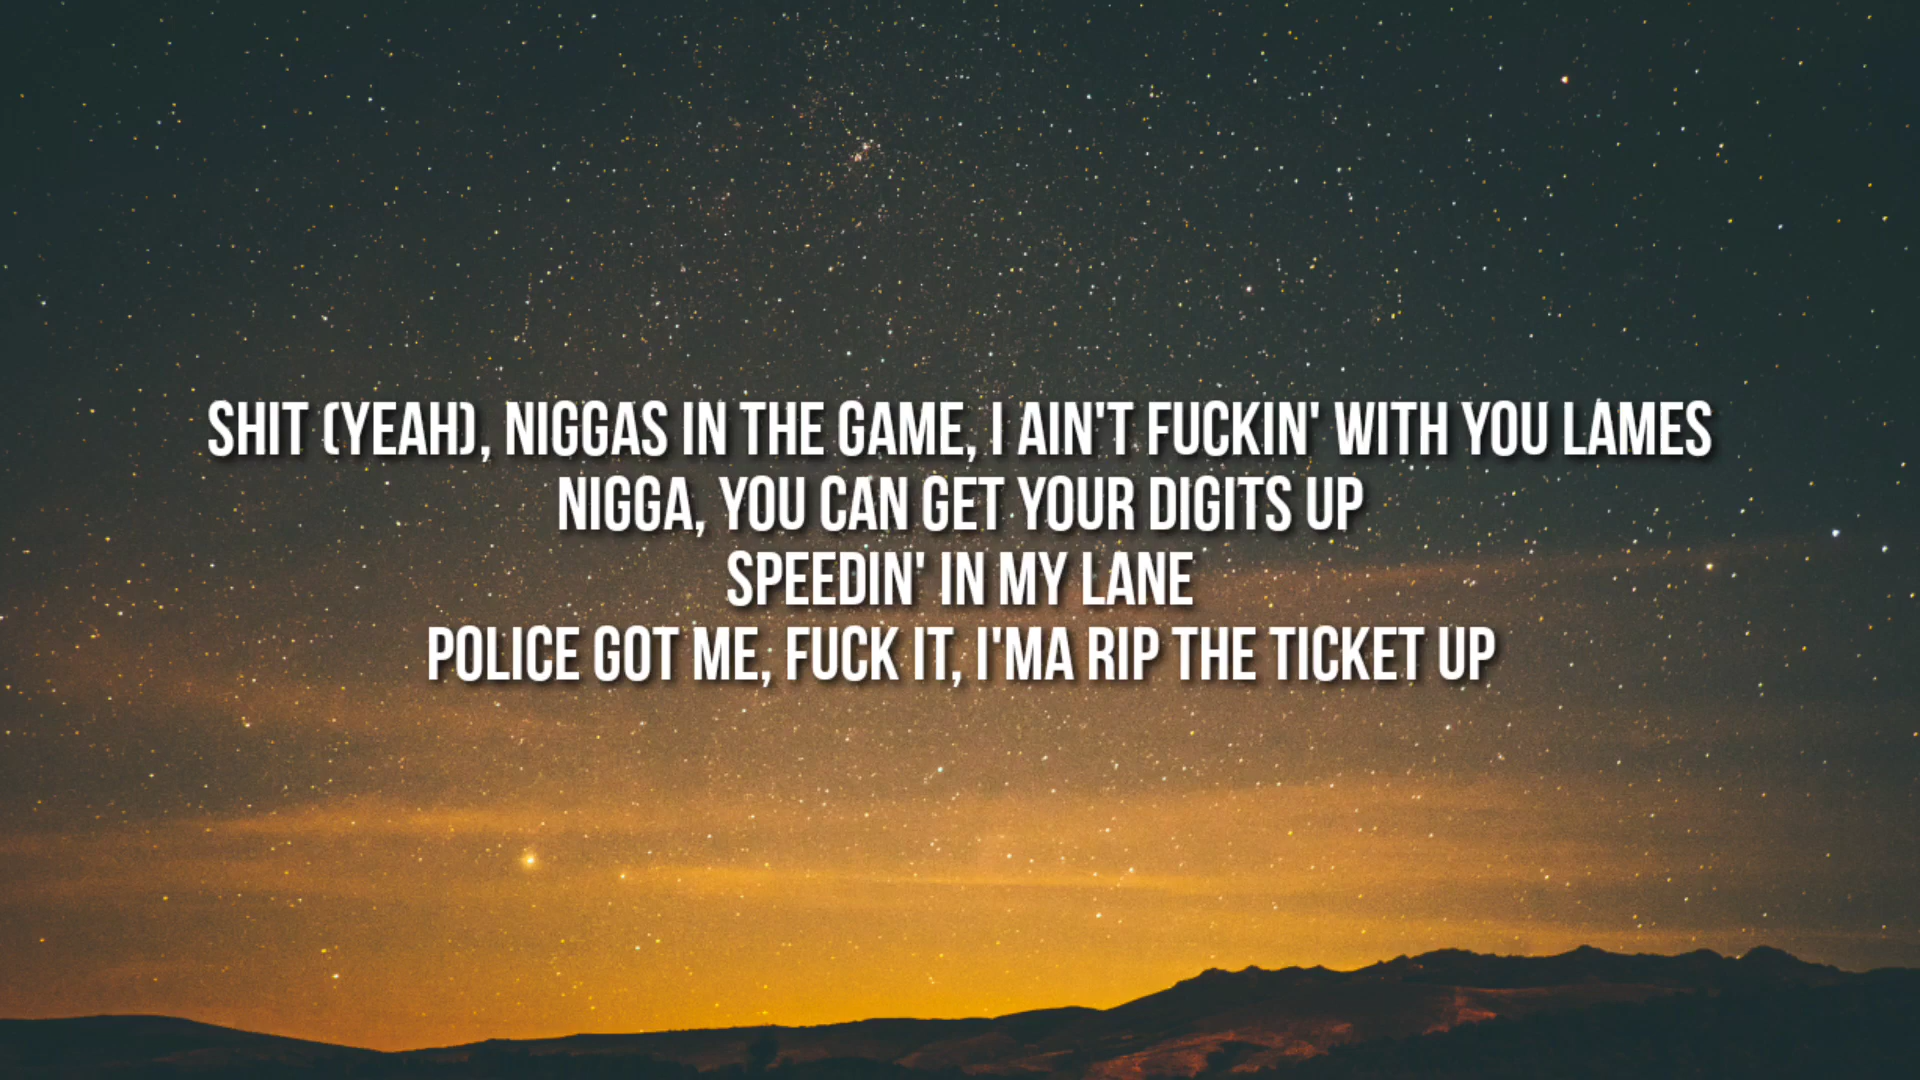 SHIT (YEAH), NIGGAS IN THE GAME, I AIN'T FUCKIN' WITH YOU LAMES
NIGGA, YOU CAN GET YOUR DIGITS UP
SPEEDIN' IN MY LANE
POLICE GOT ME, FUCK IT, I'MA RIP THE TICKET UP